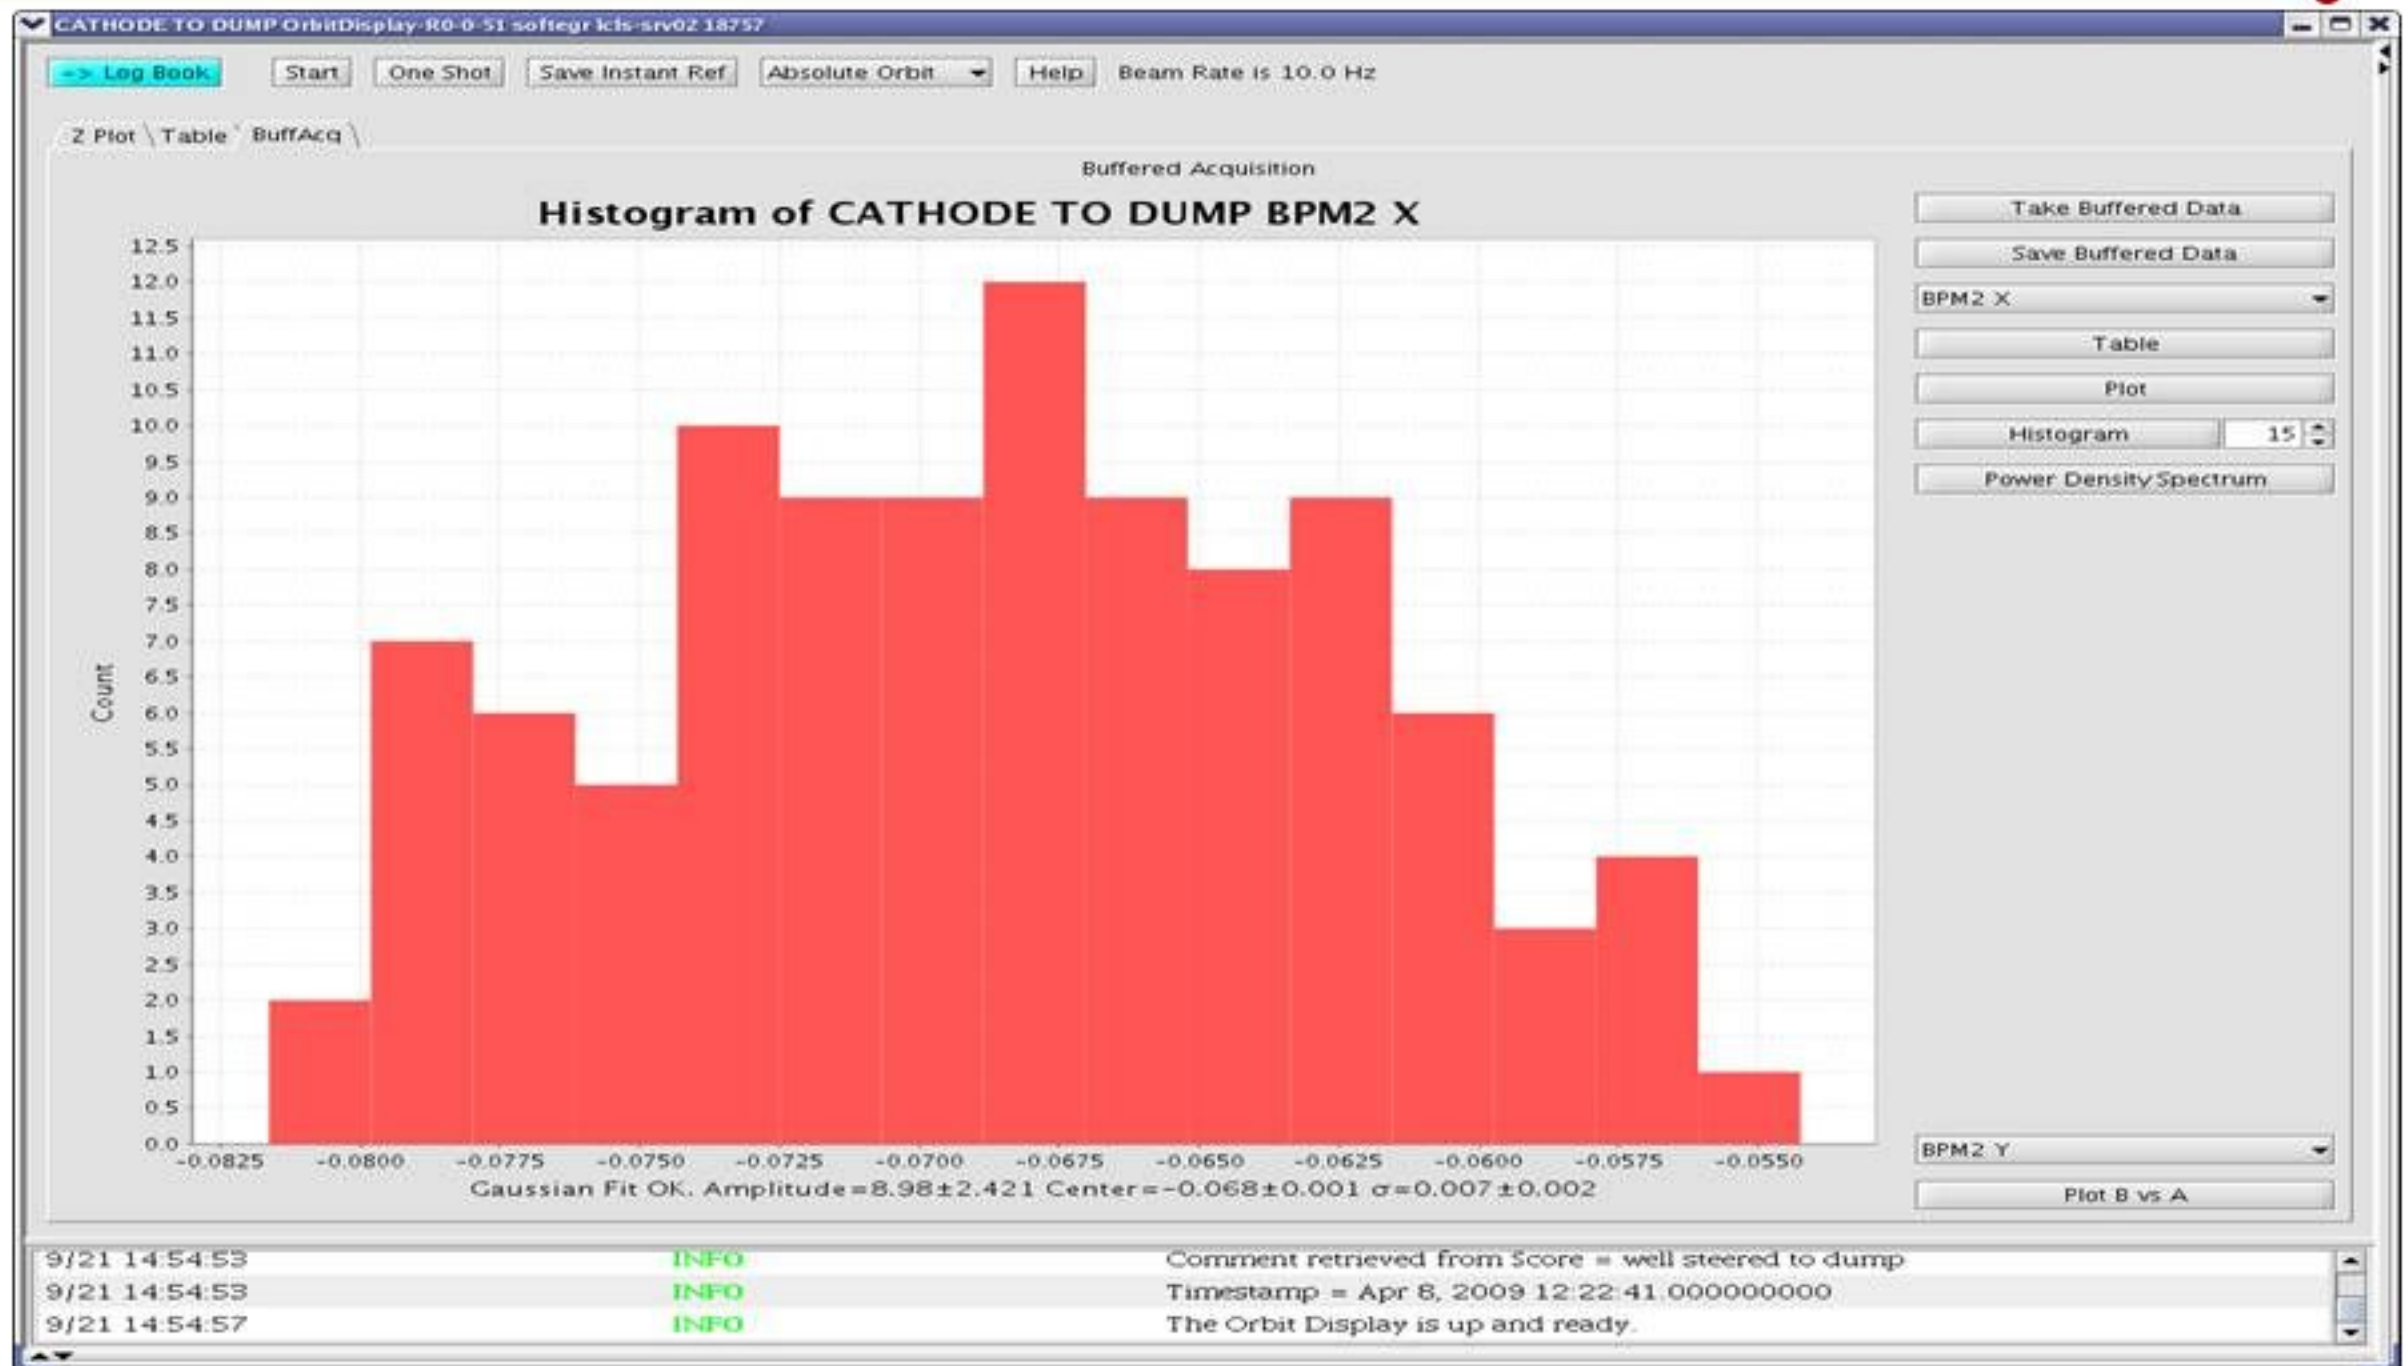 CATHODE TO DUMP OrbitDisplay-R0-0-51 softegr lcls-srv02 18757
-> Log Book Start One Shot Save Instant Ref Absolute Orbit Help Beam Rate is 10.0 Hz
Z Plot Table BuffAcq
Buffered Acquisition
Histogram of CATHODE TO DUMP BPM2 X
12.5
12.0
11.5
11.0
10.5
10.0
9.5
9.0
8.5
8.0
7.5
7.0
6.5
6.0
5.5
5.0
4.5
4.0
3.5
3.0
2.5
2.0
1.5
1.0
0.5
0.0
Count
-0.0825 -0.0800 -0.0775 -0.0750 -0.0725 -0.0700 -0.0675 -0.0650 -0.0625 -0.0600 -0.0575 -0.0550
Gaussian Fit OK. Amplitude=8.98±2.421 Center=-0.068±0.001 σ=0.007±0.002
Take Buffered Data
Save Buffered Data
BPM2 X
Table
Plot
Histogram 15
Power Density Spectrum
BPM2 Y
Plot B vs A
9/21 14:54:53 INFO Comment retrieved from Score = well steered to dump
9/21 14:54:53 INFO Timestamp = Apr 8, 2009 12:22:41.000000000
9/21 14:54:57 INFO The Orbit Display is up and ready.